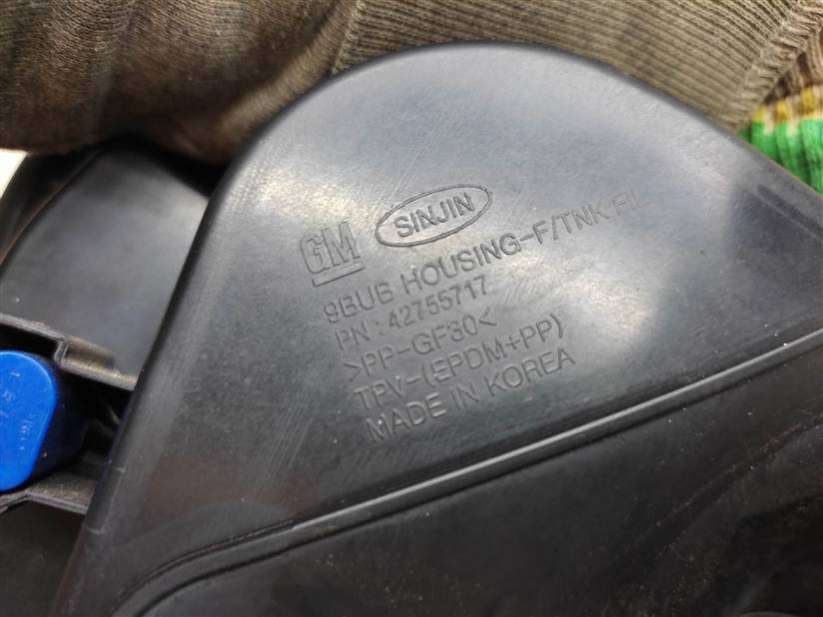 GM SINJIN
9BUB HOUSING-F/TNK FIL
PN : 42755717
>PP-GF30<
TPV-(EPDM+PP)
MADE IN KOREA